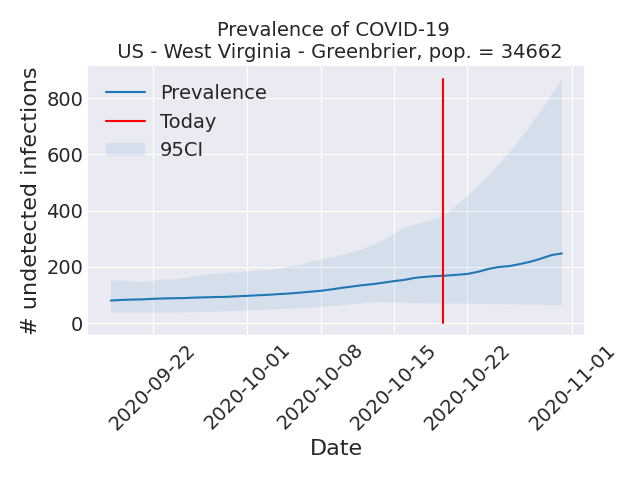 Prevalence of COVID-19
US - West Virginia - Greenbrier, pop. = 34662
# undetected infections
800
600
400
200
0
Prevalence
Today
95CI
2020-09-22
2020-10-01
2020-10-08
2020-10-15
2020-10-22
2020-11-01
Date